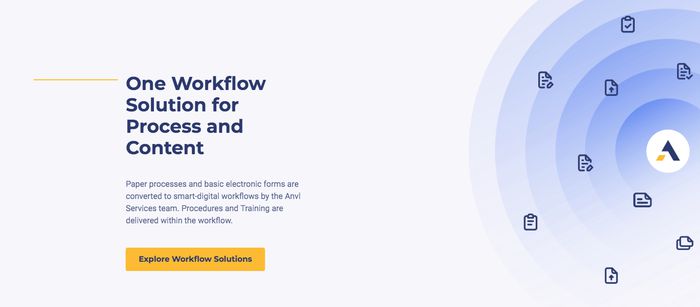 One Workflow
Solution for
Process and
Content
Paper processes and basic electronic forms are
converted to smart-digital workflows by the Anvl
Services team. Procedures and Training are
delivered within the workflow.
Explore Workflow Solutions